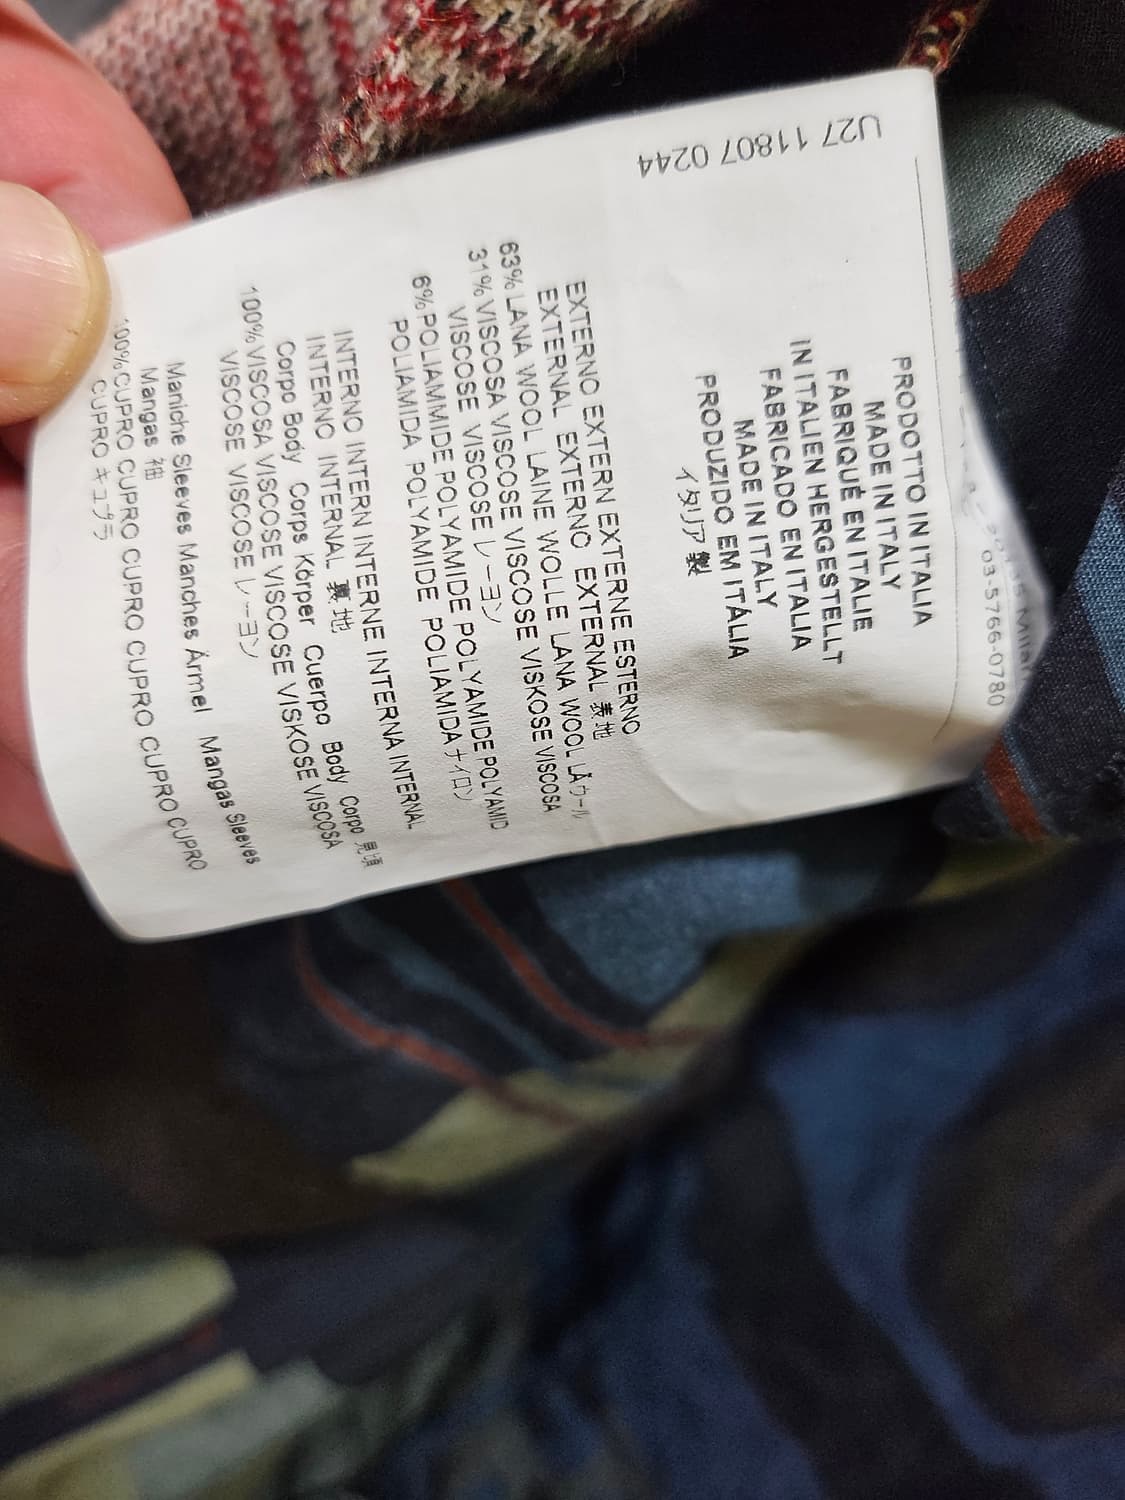 03-5766-0780
PRODOTTO IN ITALIA
MADE IN ITALY
FABRIQUÉ EN ITALIE
IN ITALIEN HERGESTELLT
FABRICADO EN ITALIA
MADE IN ITALY
PRODUZIDO EM ITÁLIA
イタリア製
EXTERNO EXTERN EXTERNE ESTERNO
EXTERNAL EXTERNO EXTERNAL 表地
63% LANA WOOL LAINE WOLLE LANA WOOL LÃ ウール
31% VISCOSA VISCOSE VISCOSE VISKOSE VISCOSA
VISCOSE VISCOSE レーヨン
6% POLIAMMIDE POLYAMIDE POLYAMIDE POLYAMID
POLIAMIDA POLYAMIDE POLIAMIDA ナイロン
INTERNO INTERN INTERNE INTERNA INTERNAL
INTERNO INTERNAL 裏地
Corpo Body Corps Körper Cuerpo Body Corpo 見頃
100% VISCOSA VISCOSE VISCOSE VISKOSE VISCOSA
VISCOSE VISCOSE レーヨン
Maniche Sleeves Manches Ärmel Mangas Sleeves
Mangas 袖
100% CUPRO CUPRO CUPRO CUPRO CUPRO CUPRO
CUPRO キュプラ
U27 11807 0244